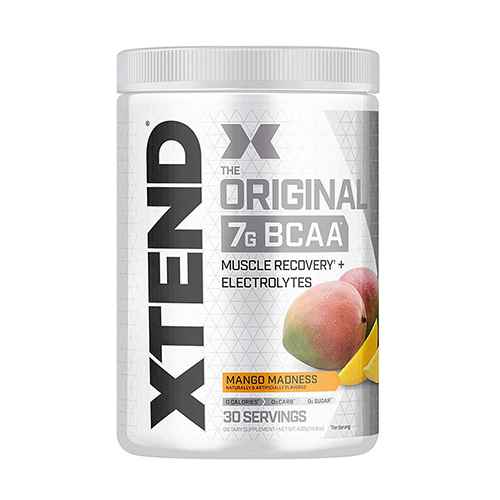 XTEND®
X
THE
ORIGINAL
7G BCAA*
MUSCLE RECOVERY† +
ELECTROLYTES
MANGO MADNESS
NATURALLY & ARTIFICIALLY FLAVORED
0 CALORIES* 0G CARB* 0G SUGAR*
30 SERVINGS
*Per Serving
DIETARY SUPPLEMENT • NET WT. 420G (14.8 oz)